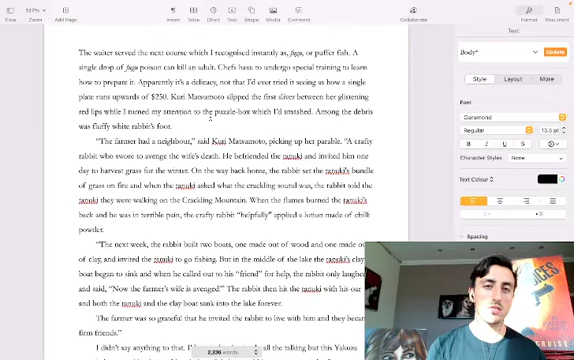 107%
View
Zoom
Add Page
Insert
Table
Chart
Text
Shape
Media
Comment
Collaborate
Format
Document
The waiter served the next course which I recognised instantly as, fugu, or puffer fish. A
single drop of fugu poison can kill an adult. Chefs have to undergo special training to learn
how to prepare it. Apparently it's a delicacy, not that I'd ever tried it seeing as how a single
plate runs upwards of $250. Kuri Matsumoto slipped the first sliver between her glistening
red lips while I turned my attention to the puzzle-box which I'd smashed. Among the debris
was fluffy white rabbit's foot.
"The farmer had a neighbour," said Kuri Matsumoto, picking up her parable. "A crafty
rabbit who swore to avenge the wife's death. He befriended the tanuki and invited him one
day to harvest grass for the winter. On the way back home, the rabbit set the tanuki's bundle
of grass on fire and when the tanuki asked what the crackling sound was, the rabbit told the
tanuki they were walking on the Crackling Mountain. When the flames burned the tanuki's
back and he was in terrible pain, the crafty rabbit "helpfully" applied a lotion made of chilli
powder.
"The next week, the rabbit built two boats, one made out of wood and one made out
of clay, and invited the tanuki to go fishing. But in the middle of the lake the tanuki's clay
boat began to sink and when he called out to his "friend" for help, the rabbit only laughed
and said, "Now the farmer's wife is avenged!" The rabbit then hit the tanuki with his oar
and both the tanuki and the clay boat sank into the lake forever.
The farmer was so grateful that he invited the rabbit to live with him and they became
firm friends."
I didn't say anything to that. I'd
all the talking but this Yakuza
2,236 words
Text
Body*
Update
Style
Layout
More
Font
Garamond
Regular
13.5 pt
B
I
U
S
Character Styles
None
Text Colour
Spacing
VOICES
CRUISE